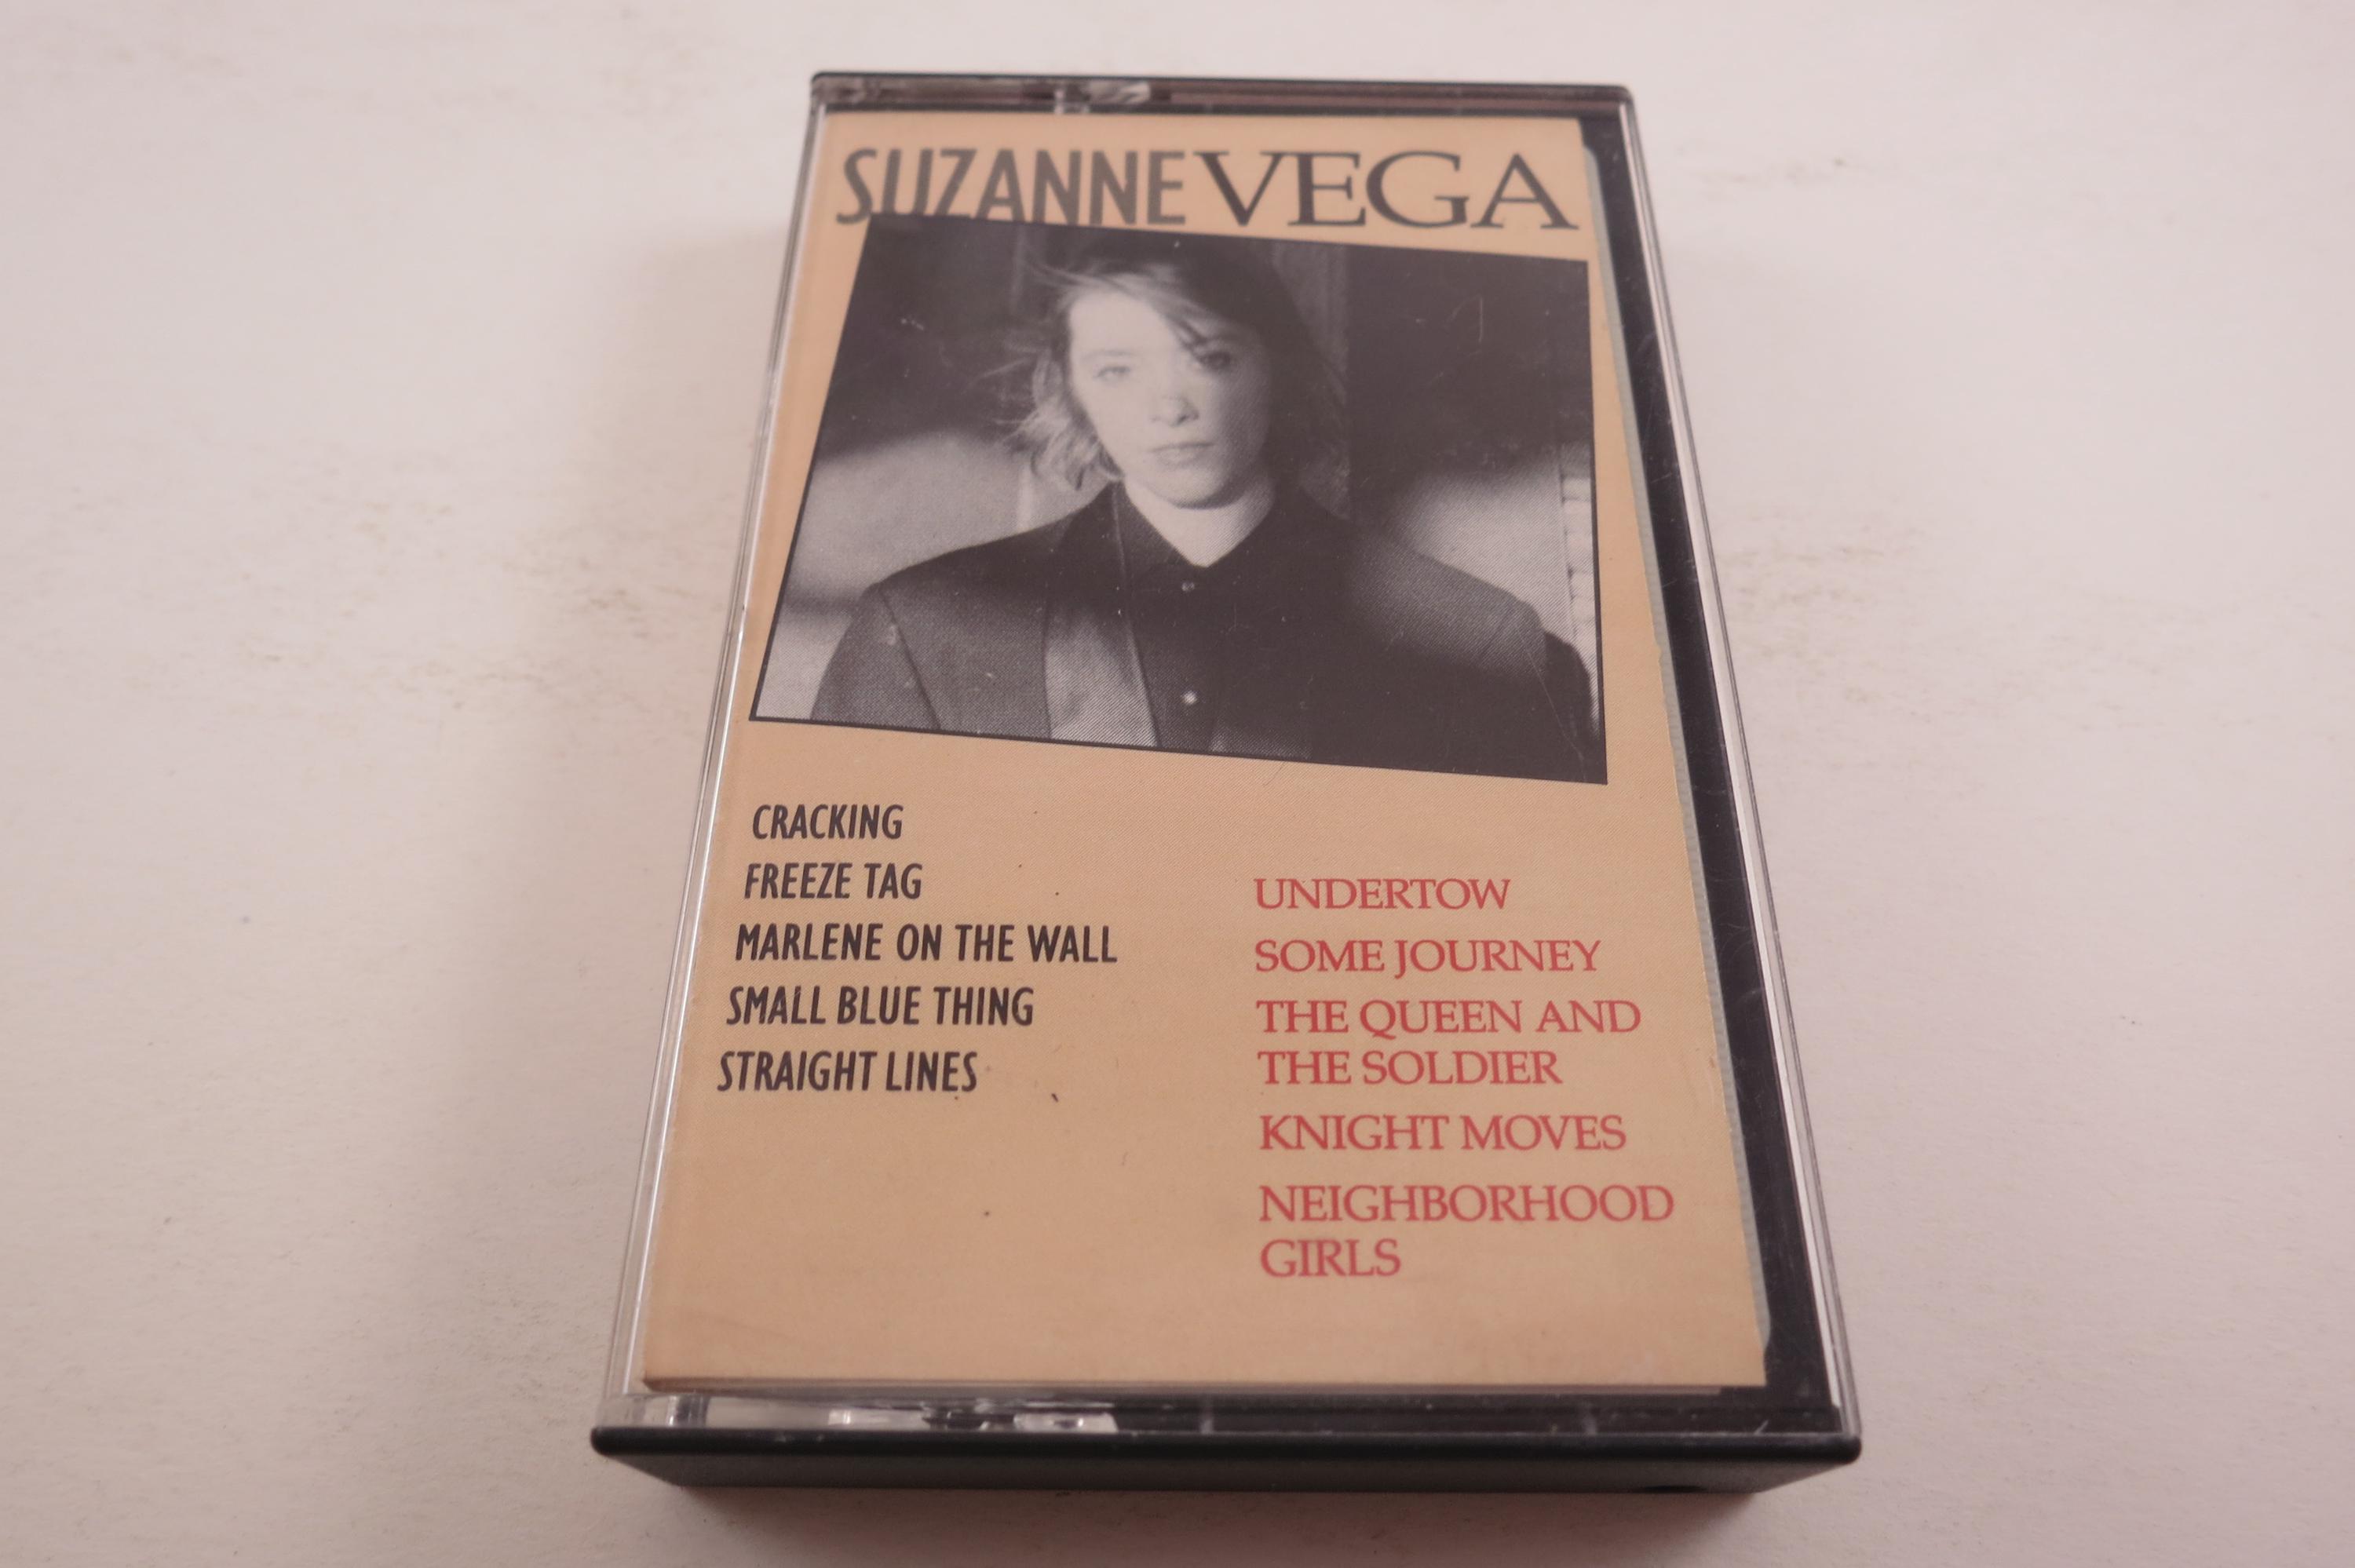 SUZANNE VEGA
CRACKING
FREEZE TAG
MARLENE ON THE WALL
SMALL BLUE THING
STRAIGHT LINES
UNDERTOW
SOME JOURNEY
THE QUEEN AND
THE SOLDIER
KNIGHT MOVES
NEIGHBORHOOD
GIRLS